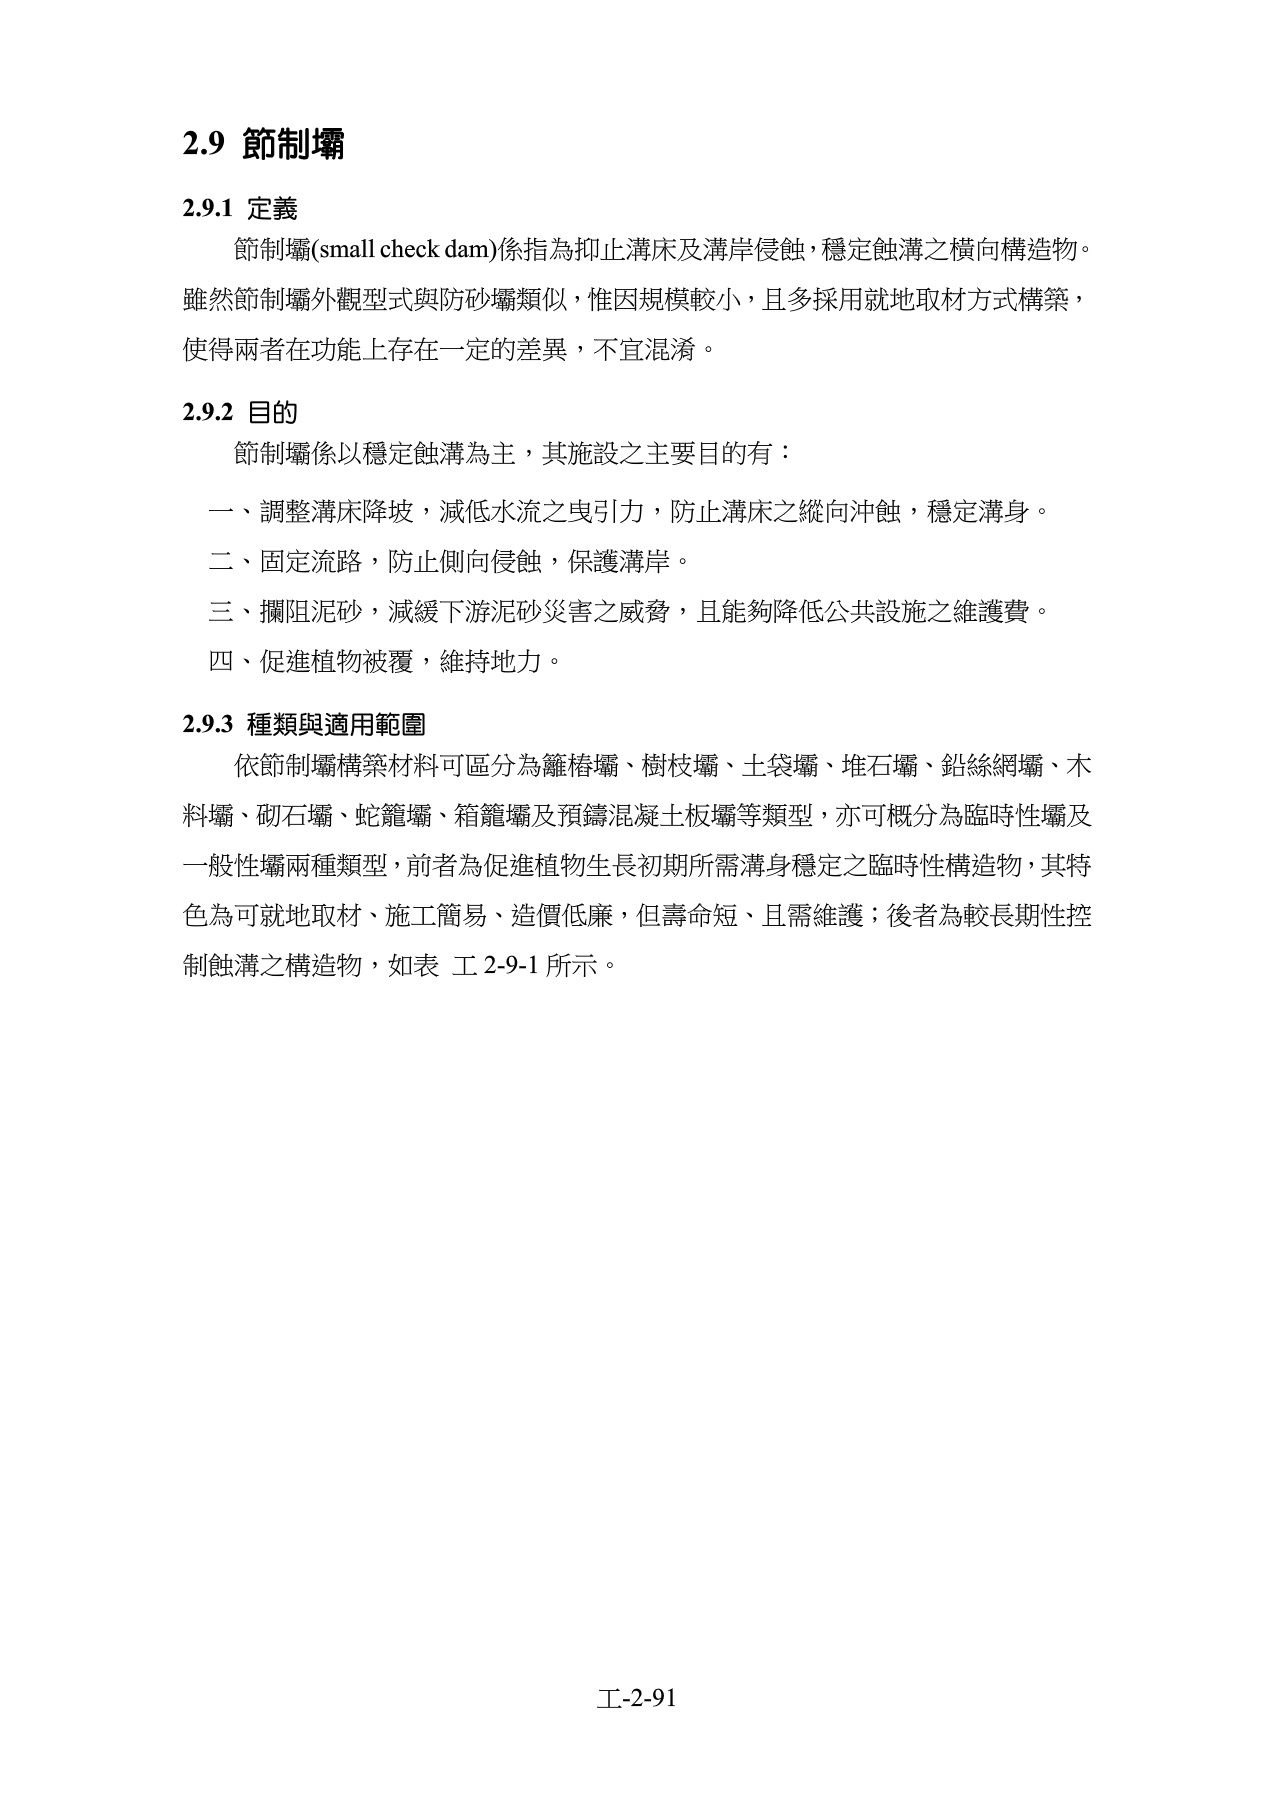 2.9 節制壩
2.9.1 定義
節制壩(small check dam)係指為抑止溝床及溝岸侵蝕，穩定蝕溝之橫向構造物。
雖然節制壩外觀型式與防砂壩類似，惟因規模較小，且多採用就地取材方式構築，
使得兩者在功能上存在一定的差異，不宜混淆。
2.9.2 目的
節制壩係以穩定蝕溝為主，其施設之主要目的有：
一、調整溝床降坡，減低水流之曳引力，防止溝床之縱向沖蝕，穩定溝身。
二、固定流路，防止側向侵蝕，保護溝岸。
三、攔阻泥砂，減緩下游泥砂災害之威脅，且能夠降低公共設施之維護費。
四、促進植物被覆，維持地力。
2.9.3 種類與適用範圍
依節制壩構築材料可區分為籬樁壩、樹枝壩、土袋壩、堆石壩、鉛絲網壩、木
料壩、砌石壩、蛇籠壩、箱籠壩及預鑄混凝土板壩等類型，亦可概分為臨時性壩及
一般性壩兩種類型，前者為促進植物生長初期所需溝身穩定之臨時性構造物，其特
色為可就地取材、施工簡易、造價低廉，但壽命短、且需維護；後者為較長期性控
制蝕溝之構造物，如表 工 2-9-1 所示。
工-2-91